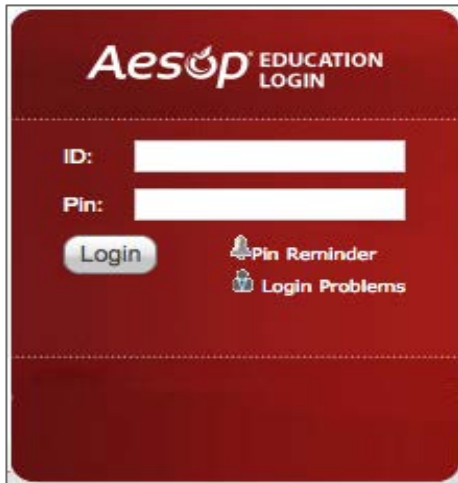 Aesop® EDUCATION
LOGIN
ID:
Pin:
Login
Pin Reminder
Login Problems